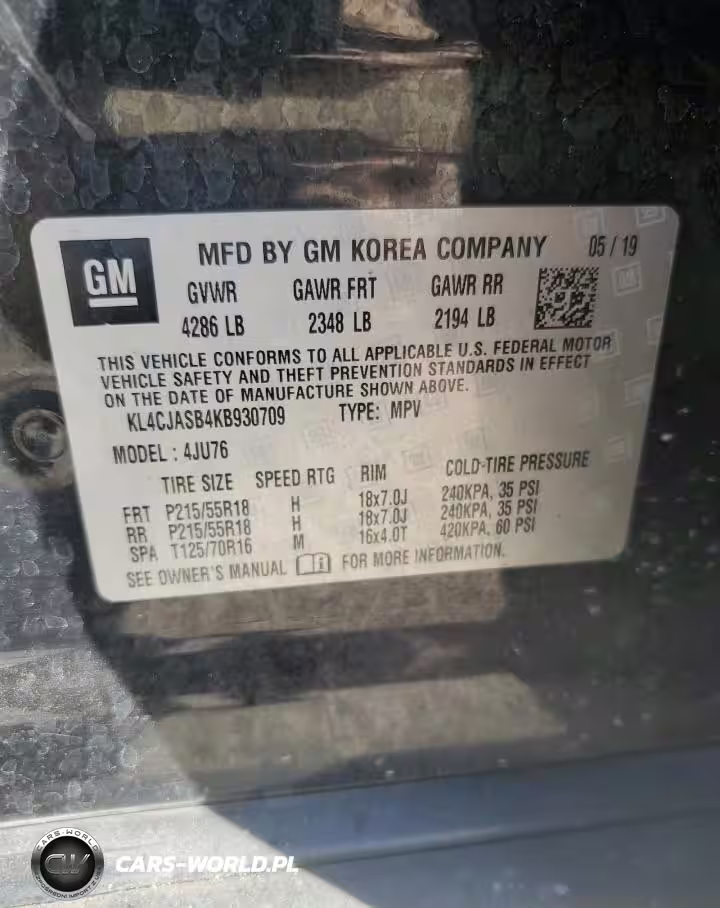 GM
MFD BY GM KOREA COMPANY 05 / 19
GVWR GAWR FRT GAWR RR
4286 LB 2348 LB 2194 LB
THIS VEHICLE CONFORMS TO ALL APPLICABLE U.S. FEDERAL MOTOR
VEHICLE SAFETY AND THEFT PREVENTION STANDARDS IN EFFECT
ON THE DATE OF MANUFACTURE SHOWN ABOVE.
KL4CJASB4KB930709 TYPE: MPV
MODEL : 4JU76
TIRE SIZE SPEED RTG RIM COLD-TIRE PRESSURE
FRT P215/55R18 H 18x7.0J 240KPA, 35 PSI
RR P215/55R18 H 18x7.0J 240KPA, 35 PSI
SPA T125/70R16 M 16x4.0T 420KPA, 60 PSI
SEE OWNER'S MANUAL FOR MORE INFORMATION.
CARS-WORLD
CW
CARS-WORLD.PL